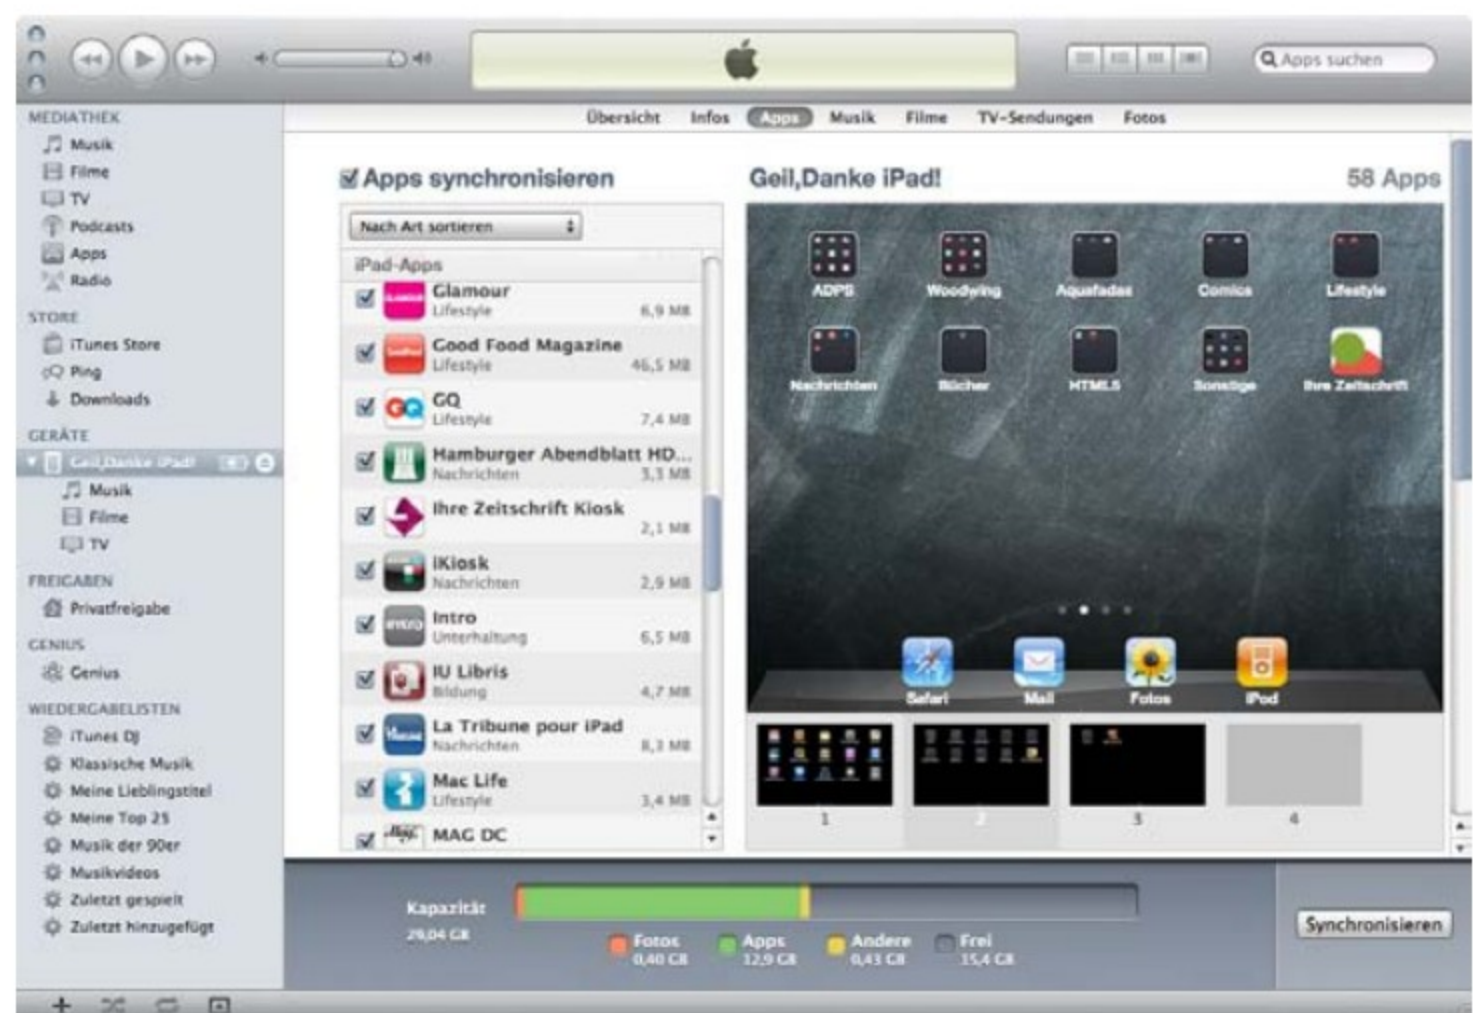 Apps suchen
MEDIATHEK
Musik
Filme
TV
Podcasts
Apps
Radio
STORE
iTunes Store
Ping
Downloads
GERÄTE
Geil,Danke iPad!
Musik
Filme
TV
FREIGABEN
Privatfreigabe
GENIUS
Genius
WIEDERGABELISTEN
iTunes DJ
Klassische Musik
Meine Lieblingstitel
Meine Top 25
Musik der 90er
Musikvideos
Zuletzt gespielt
Zuletzt hinzugefügt
Übersicht Infos Apps Musik Filme TV-Sendungen Fotos
Apps synchronisieren
Nach Art sortieren
iPad-Apps
Glamour
Lifestyle 6,9 MB
Good Food Magazine
Lifestyle 46,5 MB
GQ
Lifestyle 7,4 MB
Hamburger Abendblatt HD...
Nachrichten 3,3 MB
Ihre Zeitschrift Kiosk
2,1 MB
iKiosk
Nachrichten 2,9 MB
Intro
Unterhaltung 6,5 MB
IU Libris
Bildung 4,7 MB
La Tribune pour iPad
Nachrichten 8,3 MB
Mac Life
Lifestyle 3,4 MB
MAG DC
Geil,Danke iPad! 58 Apps
ADPS Woodwing Aquafadas Comics Lifestyle
Nachrichten Bücher HTML5 Sonstige Ihre Zeitschrift
Safari Mail Fotos iPod
1 2 3 4
Kapazität
29,04 GB
Fotos Apps Andere Frei
0,40 GB 12,9 GB 0,43 GB 15,4 GB
Synchronisieren